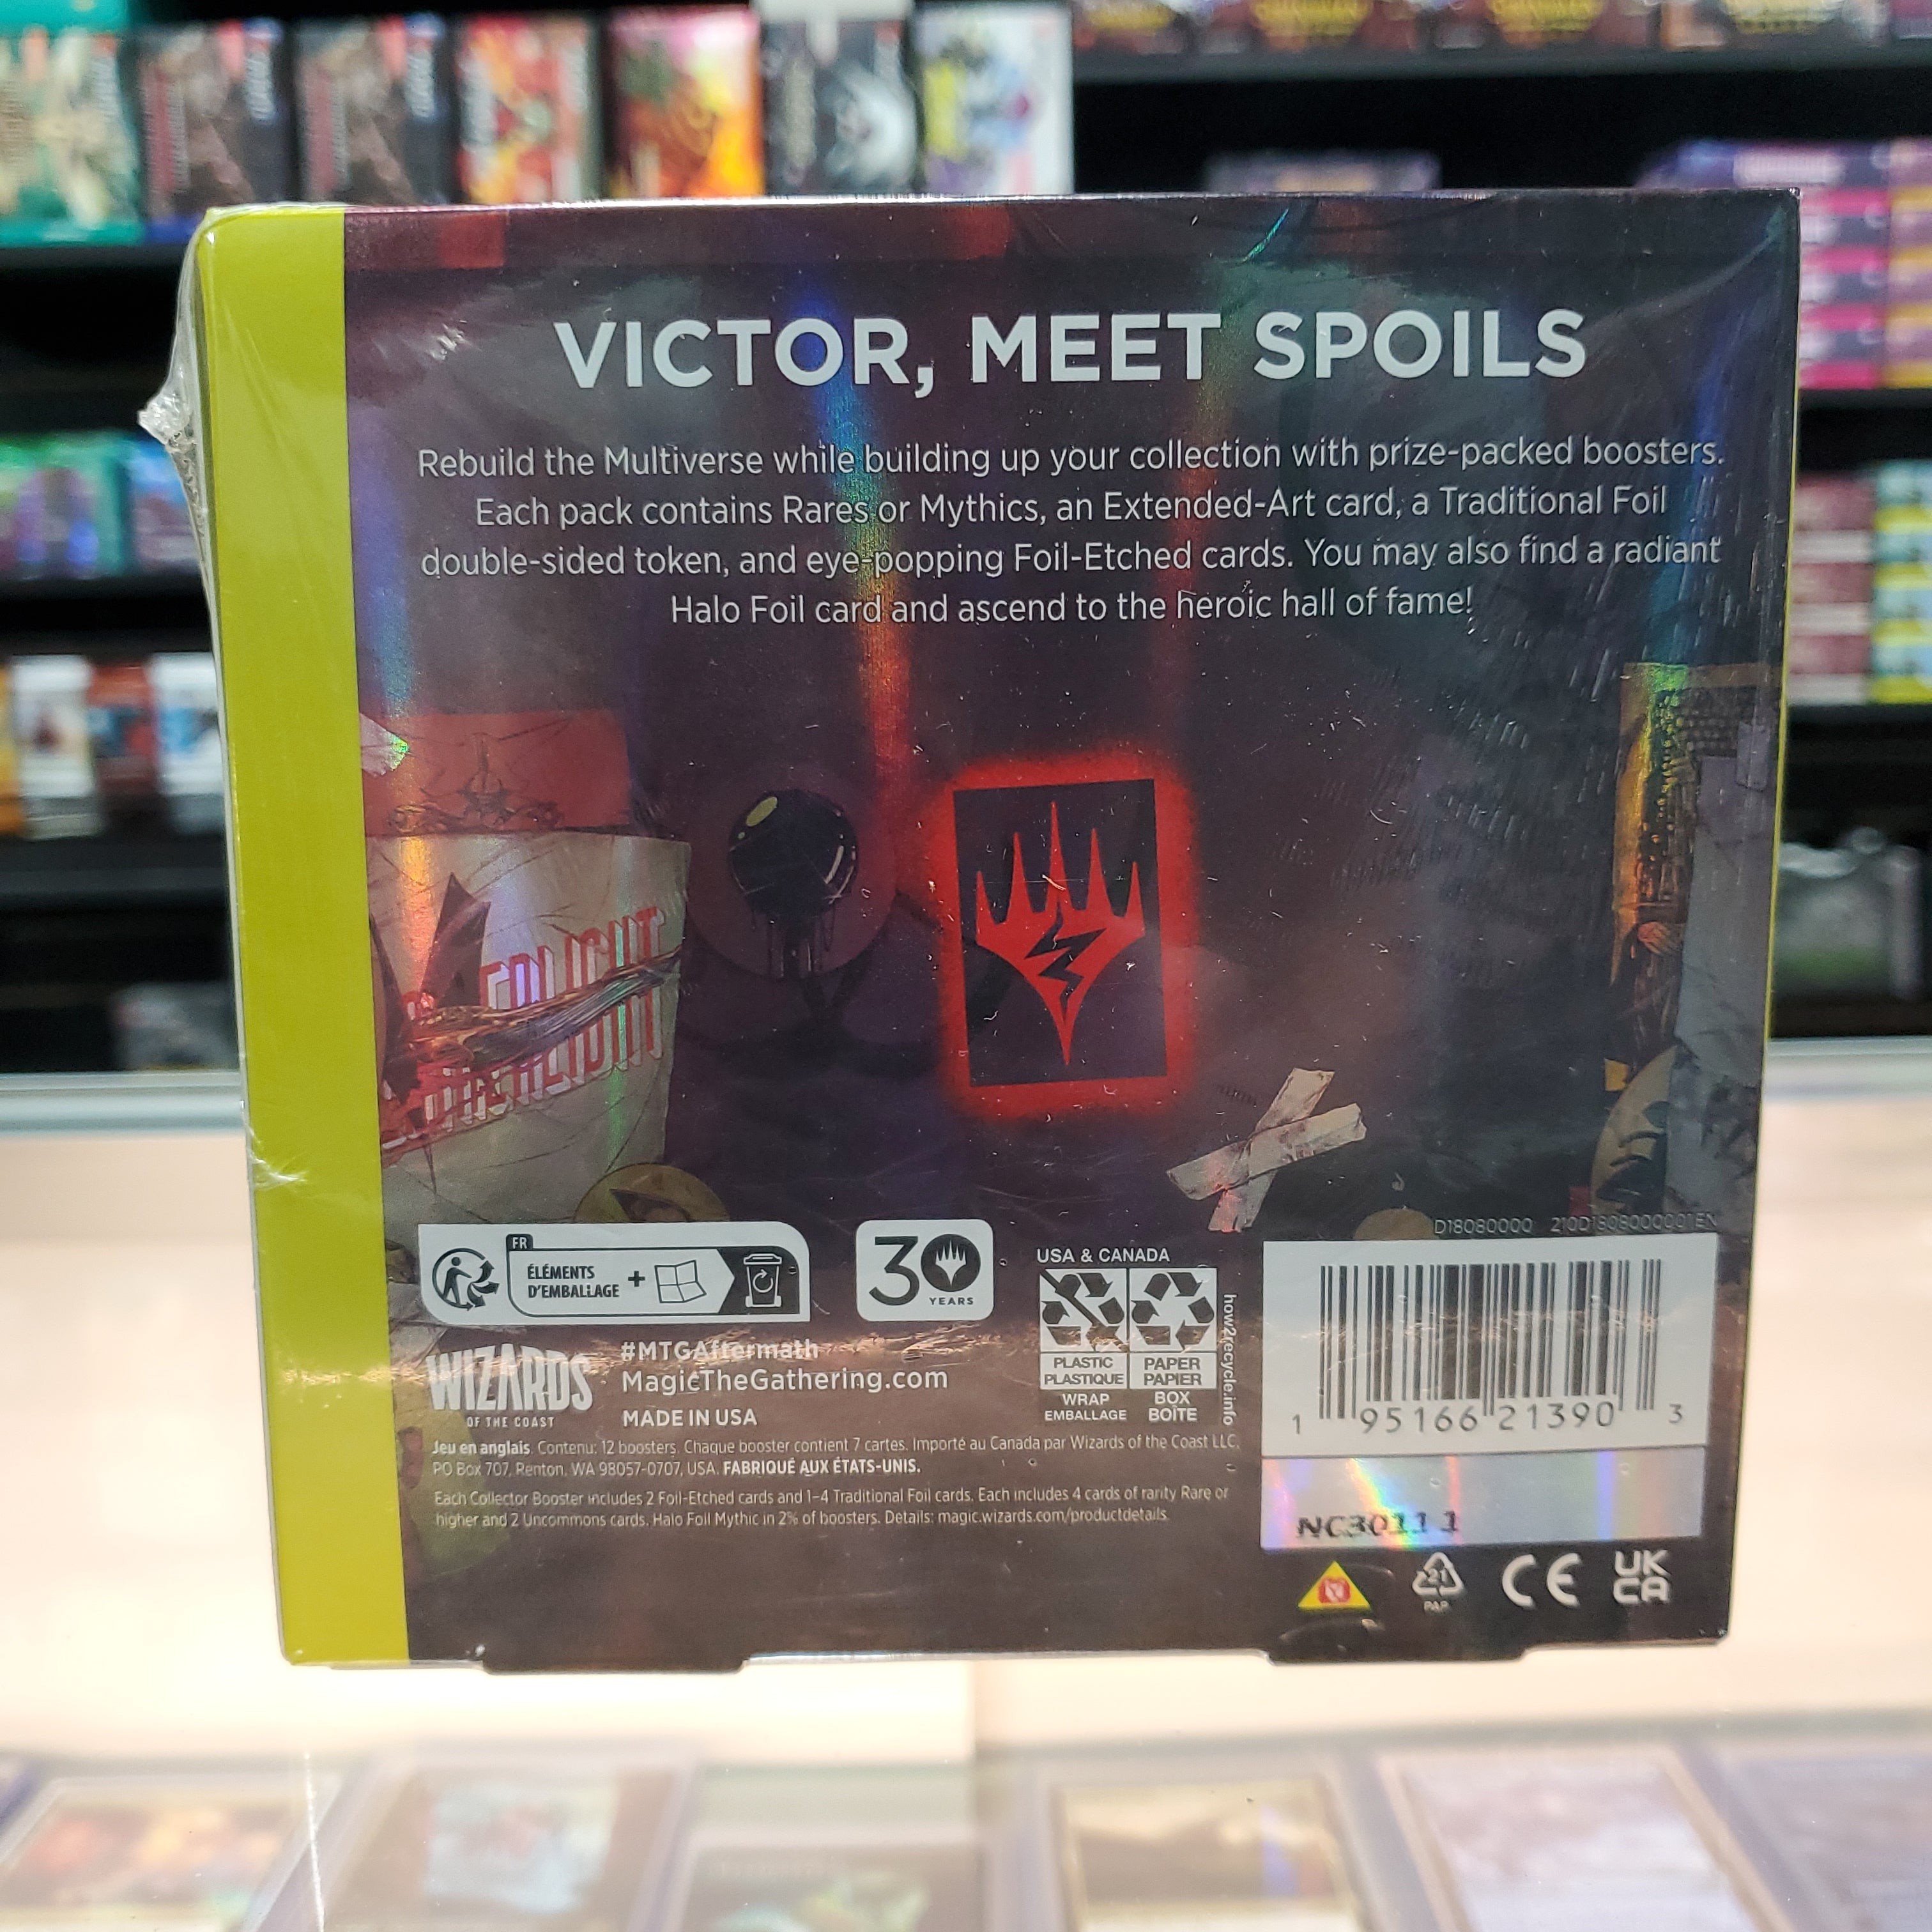 VICTOR, MEET SPOILS
Rebuild the Multiverse while building up your collection with prize-packed boosters.
Each pack contains Rares or Mythics, an Extended-Art card, a Traditional Foil
double-sided token, and eye-popping Foil-Etched cards. You may also find a radiant
Halo Foil card and ascend to the heroic hall of fame!
D18080000 210D1808000001EN
FR
ÉLÉMENTS
D'EMBALLAGE
+
30
YEARS
USA & CANADA
PLASTIC
PLASTIQUE
WRAP
EMBALLAGE
PAPER
PAPIER
BOX
BOÎTE
how2recycle.info
WIZARDS
OF THE COAST
#MTGAftermath
MagicTheGathering.com
MADE IN USA
Jeu en anglais. Contenu: 12 boosters. Chaque booster contient 7 cartes. Importé au Canada par Wizards of the Coast LLC,
PO Box 707, Renton, WA 98057-0707, USA. FABRIQUÉ AUX ÉTATS-UNIS.
Each Collector Booster includes 2 Foil-Etched cards and 1–4 Traditional Foil cards. Each includes 4 cards of rarity Rare or
higher and 2 Uncommons cards. Halo Foil Mythic in 2% of boosters. Details: magic.wizards.com/productdetails.
1 95166 21390 3
NC3011 1
21
PAP
CE
UK
CA